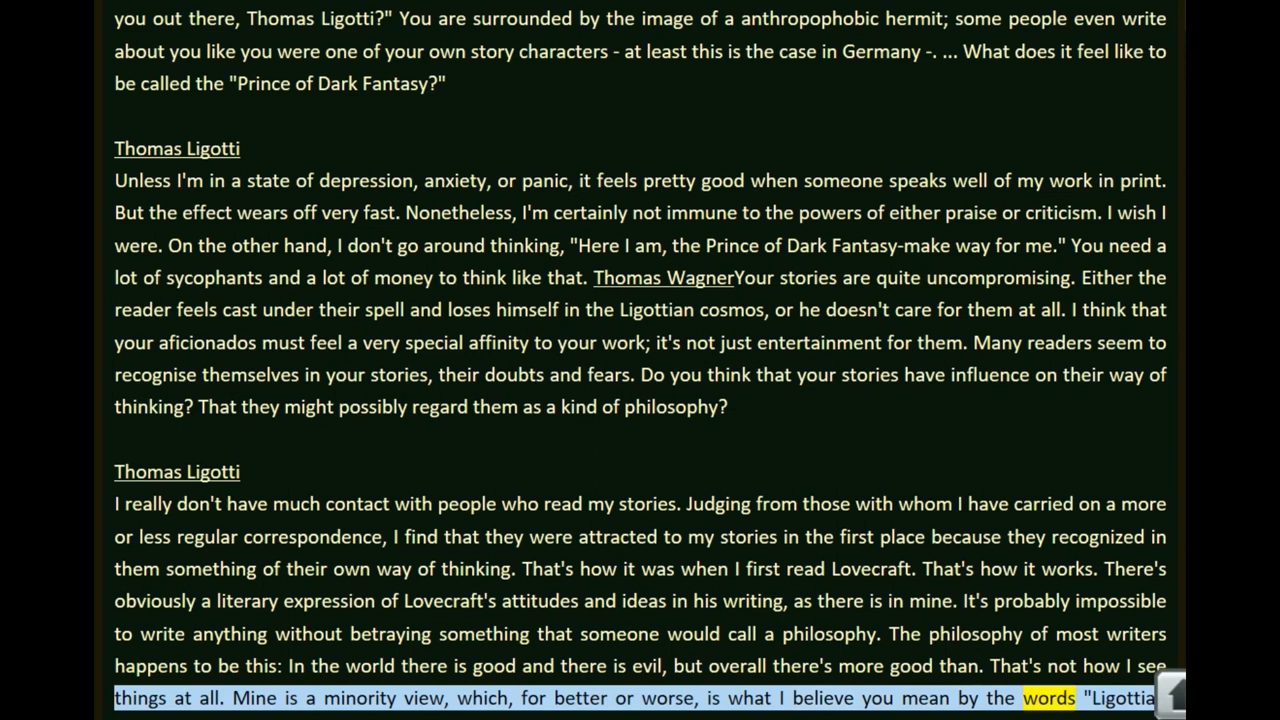 you out there, Thomas Ligotti?" You are surrounded by the image of a anthropophobic hermit; some people even write
about you like you were one of your own story characters - at least this is the case in Germany -. ... What does it feel like to
be called the "Prince of Dark Fantasy?"
Thomas Ligotti
Unless I'm in a state of depression, anxiety, or panic, it feels pretty good when someone speaks well of my work in print.
But the effect wears off very fast. Nonetheless, I'm certainly not immune to the powers of either praise or criticism. I wish I
were. On the other hand, I don't go around thinking, "Here I am, the Prince of Dark Fantasy-make way for me." You need a
lot of sycophants and a lot of money to think like that. Thomas WagnerYour stories are quite uncompromising. Either the
reader feels cast under their spell and loses himself in the Ligottian cosmos, or he doesn't care for them at all. I think that
your aficionados must feel a very special affinity to your work; it's not just entertainment for them. Many readers seem to
recognise themselves in your stories, their doubts and fears. Do you think that your stories have influence on their way of
thinking? That they might possibly regard them as a kind of philosophy?
Thomas Ligotti
I really don't have much contact with people who read my stories. Judging from those with whom I have carried on a more
or less regular correspondence, I find that they were attracted to my stories in the first place because they recognized in
them something of their own way of thinking. That's how it was when I first read Lovecraft. That's how it works. There's
obviously a literary expression of Lovecraft's attitudes and ideas in his writing, as there is in mine. It's probably impossible
to write anything without betraying something that someone would call a philosophy. The philosophy of most writers
happens to be this: In the world there is good and there is evil, but overall there's more good than. That's not how I see
things at all. Mine is a minority view, which, for better or worse, is what I believe you mean by the words "Ligottia